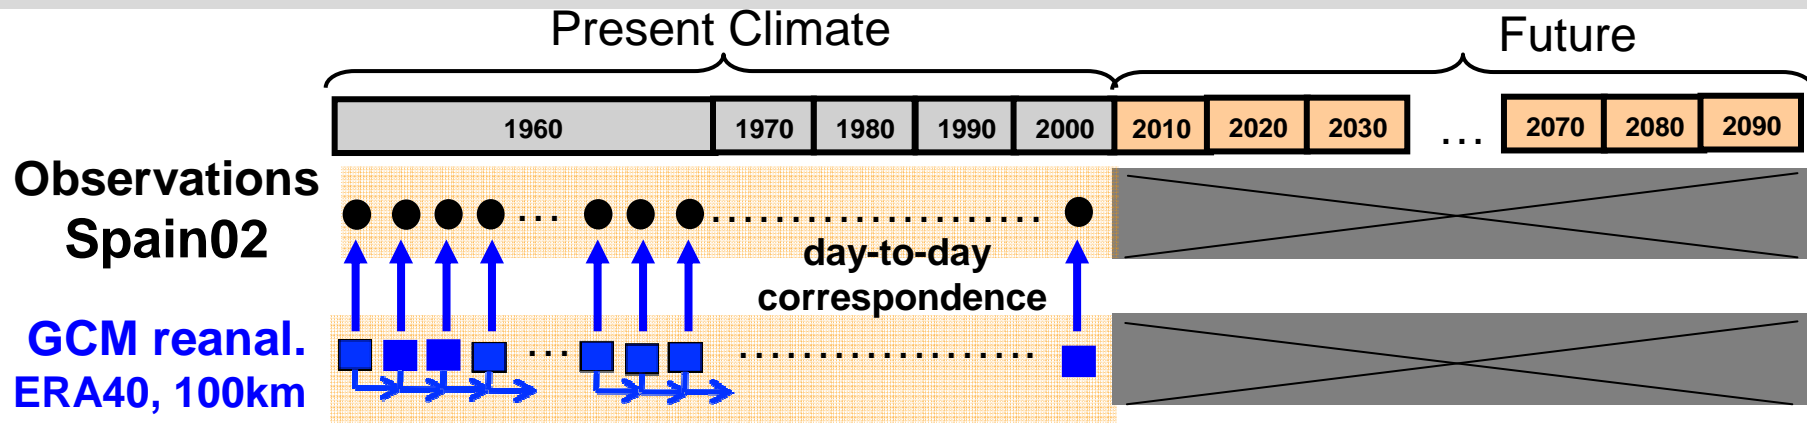 Present Climate
Future
1960 1970 1980 1990 2000 2010 2020 2030 ... 2070 2080 2090
Observations
Spain02
day-to-day
correspondence
GCM reanal.
ERA40, 100km